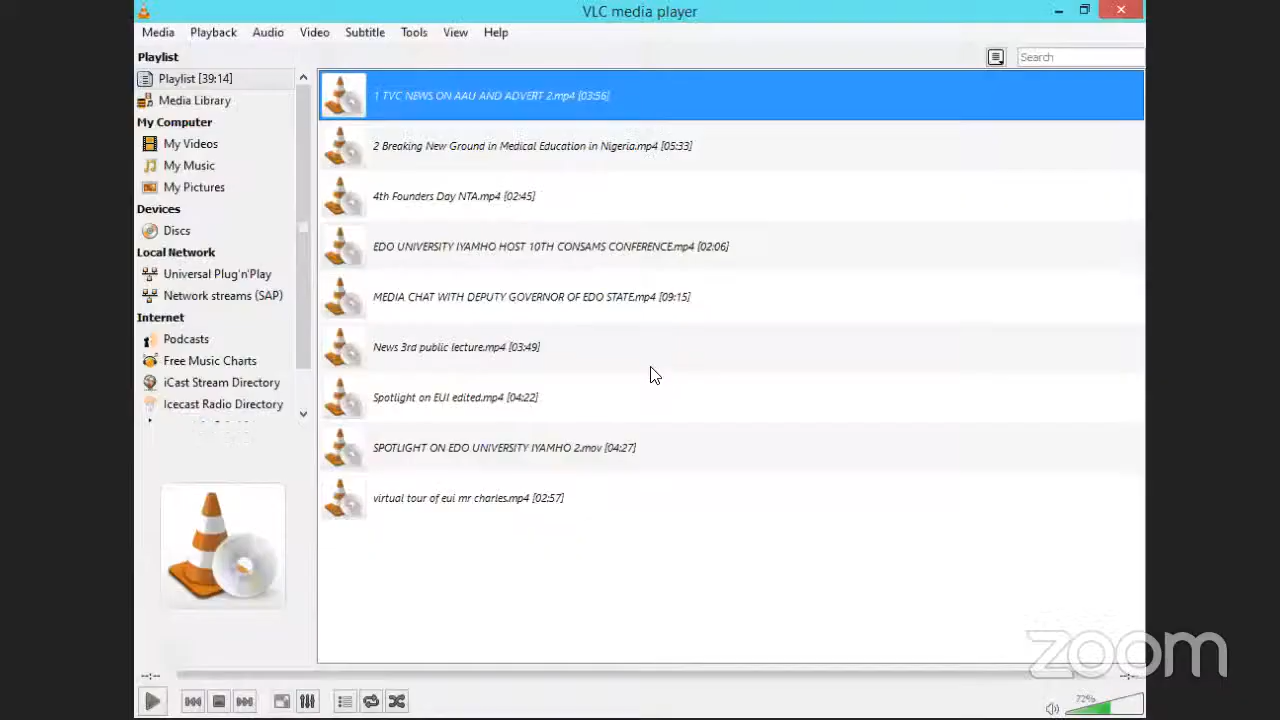 VLC media player
Media Playback Audio Video Subtitle Tools View Help
Playlist
Search
Playlist [39:14]
Media Library
My Computer
My Videos
My Music
My Pictures
Devices
Discs
Local Network
Universal Plug'n'Play
Network streams (SAP)
Internet
Podcasts
Free Music Charts
iCast Stream Directory
Icecast Radio Directory
1 TVC NEWS ON AAU AND ADVERT 2.mp4 [03:56]
2 Breaking New Ground in Medical Education in Nigeria.mp4 [05:33]
4th Founders Day NTA.mp4 [02:45]
EDO UNIVERSITY IYAMHO HOST 10TH CONSAMS CONFERENCE.mp4 [02:06]
MEDIA CHAT WITH DEPUTY GOVERNOR OF EDO STATE.mp4 [09:15]
News 3rd public lecture.mp4 [03:49]
Spotlight on EUI edited.mp4 [04:22]
SPOTLIGHT ON EDO UNIVERSITY IYAMHO 2.mov [04:27]
virtual tour of eui mr charles.mp4 [02:57]
zoom
--:-- --:--
72%